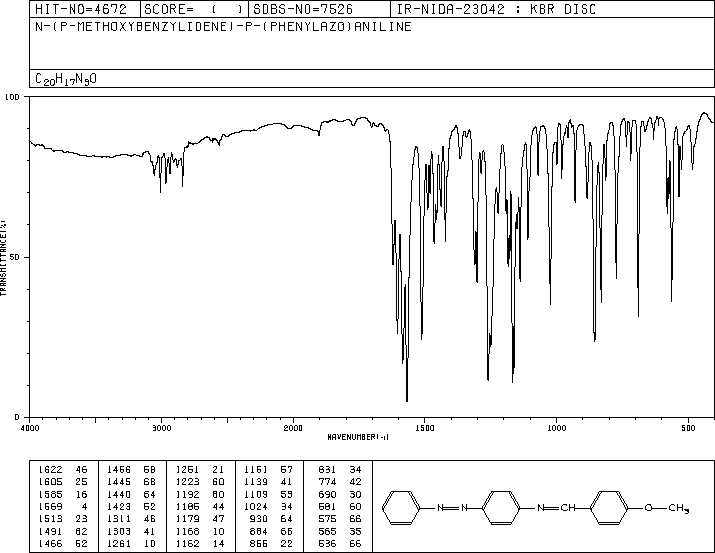 HIT-NO=4672 SCORE= ( ) SDBS-NO=7526 IR-NIDA-23042 : KBR DISC
N-(P-METHOXYBENZYLIDENE)-P-(PHENYLAZO)ANILINE
C20H17N3O
100
TRANSMITTANCE(%)
50
0
4000 3000 2000 1500 1000 500
WAVENUMBER(-1)
1622 46 1456 58 1251 21 1151 57 831 34
1605 25 1445 68 1223 60 1139 41 774 42
1585 16 1440 64 1192 60 1109 59 690 30
1569 4 1423 52 1186 44 1024 34 581 60
1513 23 1311 46 1179 47 930 64 575 66
1491 62 1303 41 1168 10 884 66 565 35
1466 52 1261 10 1162 14 856 22 536 66
N=N N=CH O-CH3